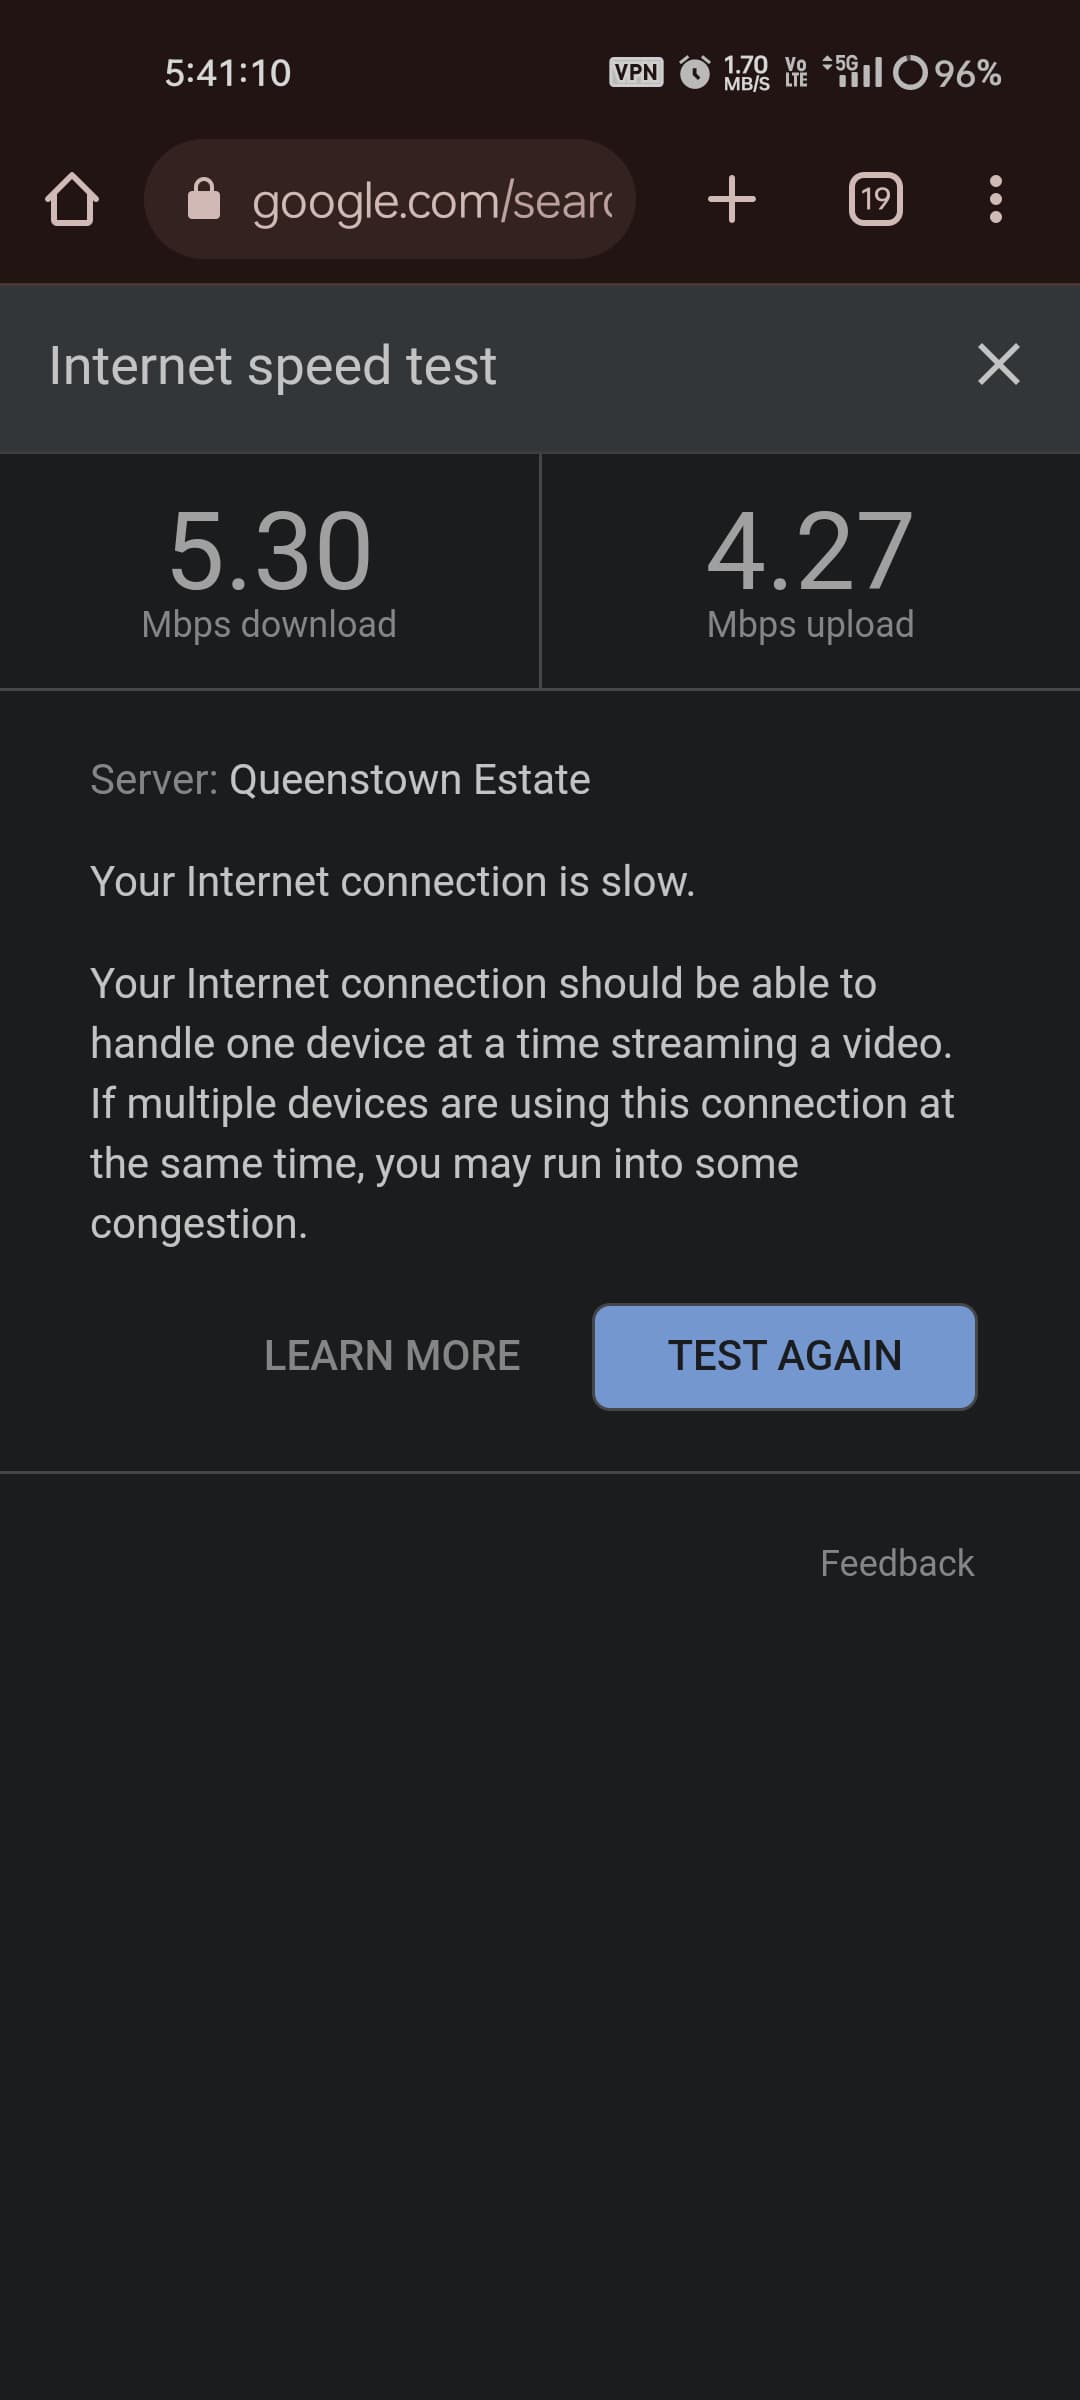 5:41:10 VPN 1.70 MB/S Vo LTE 5G 96%
google.com/searc
19
Internet speed test
5.30
Mbps download
4.27
Mbps upload
Server: Queenstown Estate
Your Internet connection is slow.
Your Internet connection should be able to
handle one device at a time streaming a video.
If multiple devices are using this connection at
the same time, you may run into some
congestion.
LEARN MORE
TEST AGAIN
Feedback